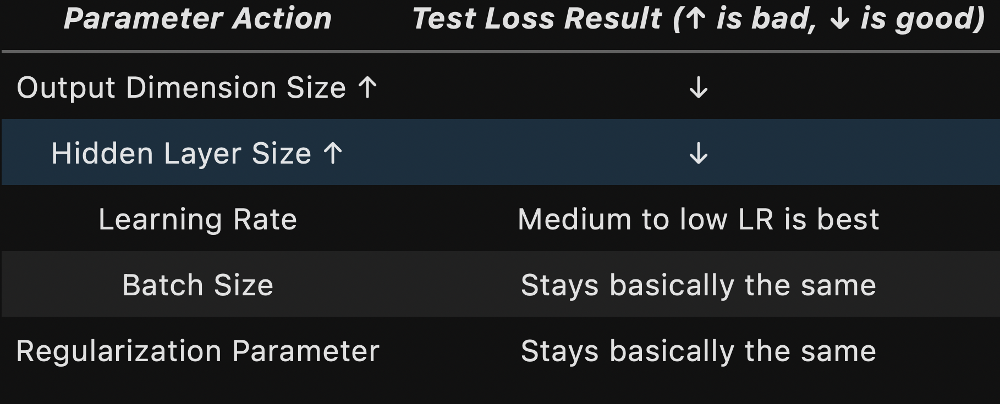 Parameter Action Test Loss Result (↑ is bad, ↓ is good)
Output Dimension Size ↑ ↓
Hidden Layer Size ↑ ↓
Learning Rate Medium to low LR is best
Batch Size Stays basically the same
Regularization Parameter Stays basically the same